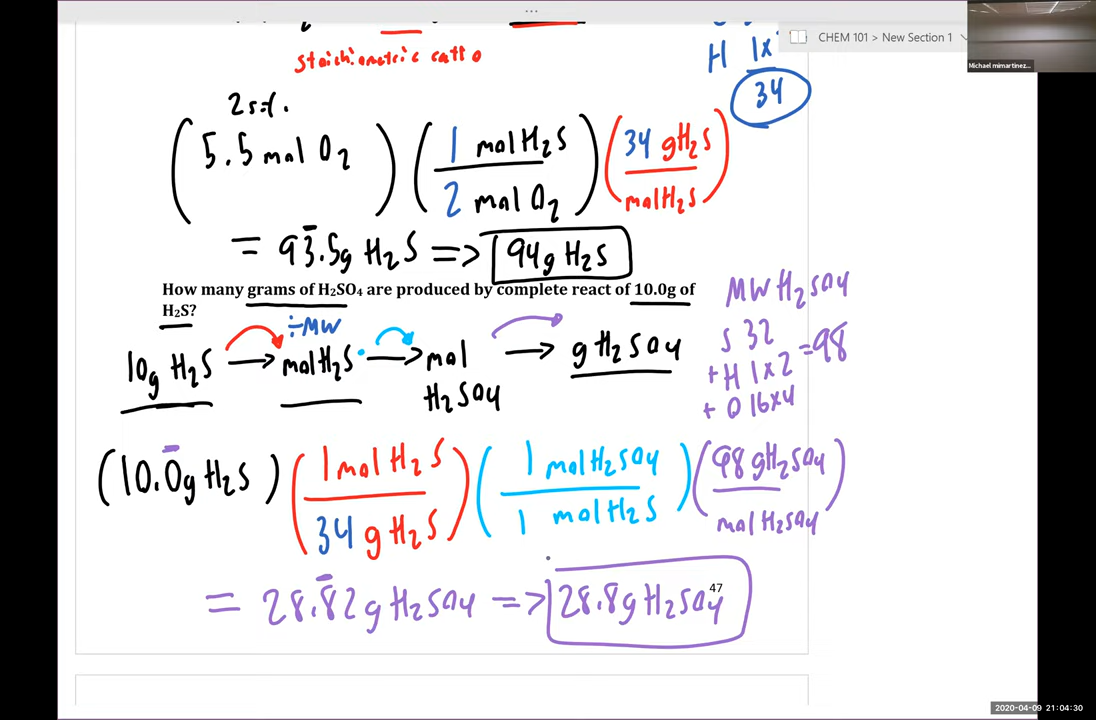 CHEM 101 > New Section 1
Michael mimartinez...
stoichiometric ratio
H 1x
34
2 s.f.
(5.5 mol O2) (1 mol H2S / 2 mol O2) (34 g H2S / mol H2S)
= 93.5g H2S => 94g H2S
How many grams of H₂SO₄ are produced by complete react of 10.0g of
H₂S?
÷MW
10g H2S → mol H2S → mol H2SO4 → g H2SO4
MW H2SO4
S 32
+ H 1x2 = 98
+ O 16x4
(10.0g H2S) (1 mol H2S / 34 g H2S) (1 mol H2SO4 / 1 mol H2S) (98 g H2SO4 / mol H2SO4)
= 28.82g H2SO4 => 28.8g H2SO4
47
2020-04-09 21:04:30